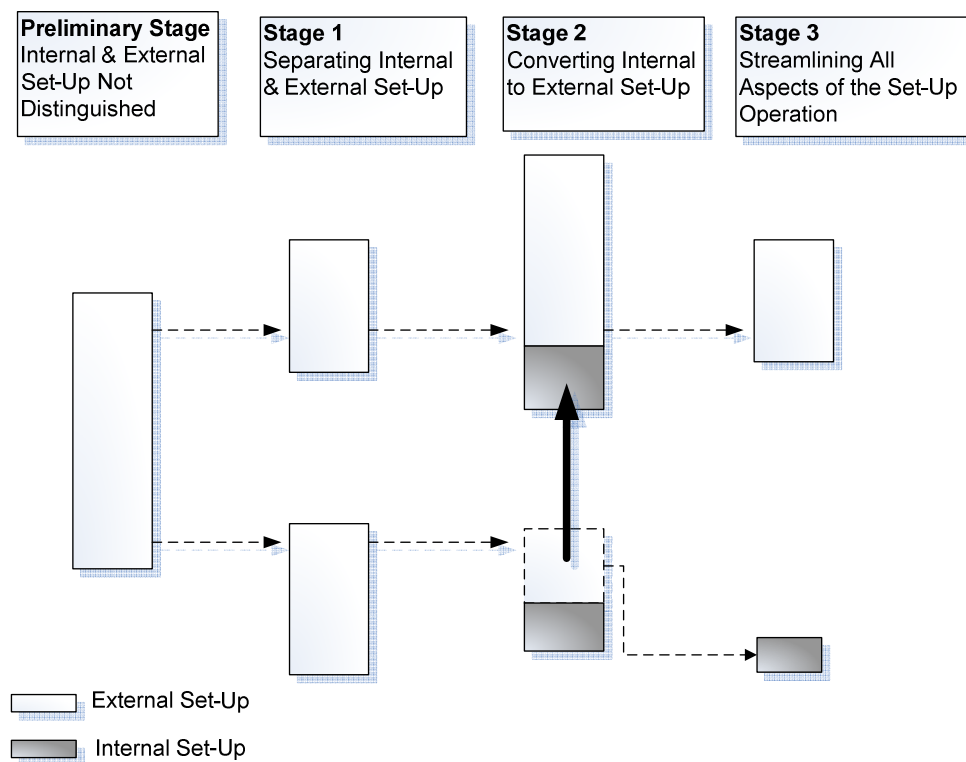 Preliminary Stage
Internal & External
Set-Up Not
Distinguished
Stage 1
Separating Internal
& External Set-Up
Stage 2
Converting Internal
to External Set-Up
Stage 3
Streamlining All
Aspects of the Set-Up
Operation
External Set-Up
Internal Set-Up